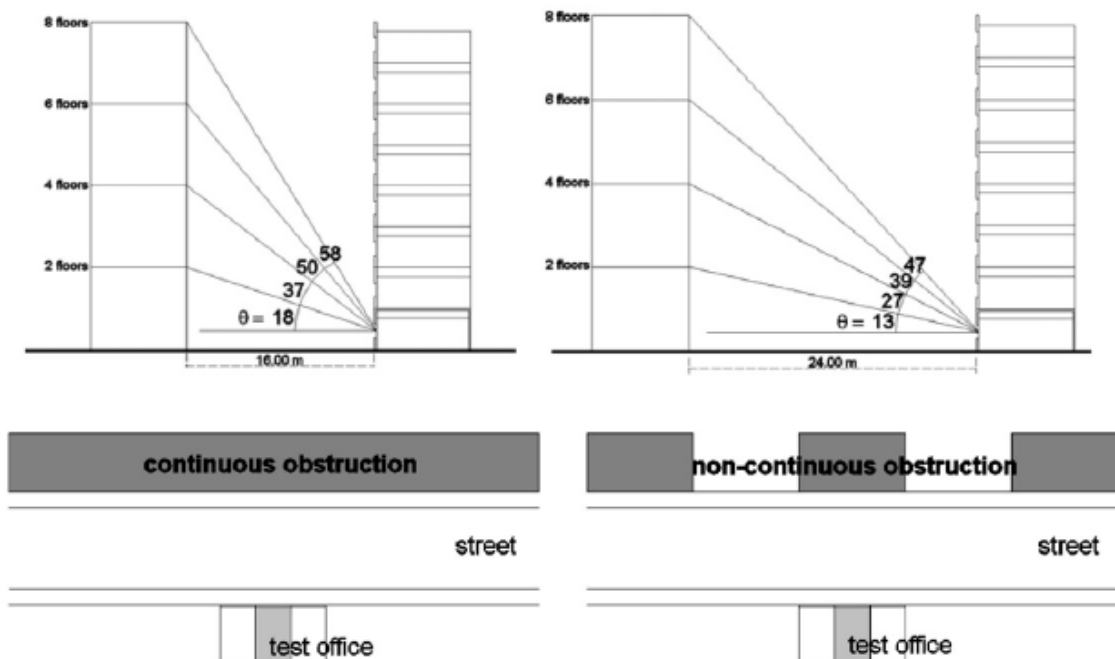 8 floors
6 floors
4 floors
2 floors
58
50
37
θ = 18
16.00 m
8 floors
6 floors
4 floors
2 floors
47
39
27
θ = 13
24.00 m
continuous obstruction
street
test office
non-continuous obstruction
street
test office